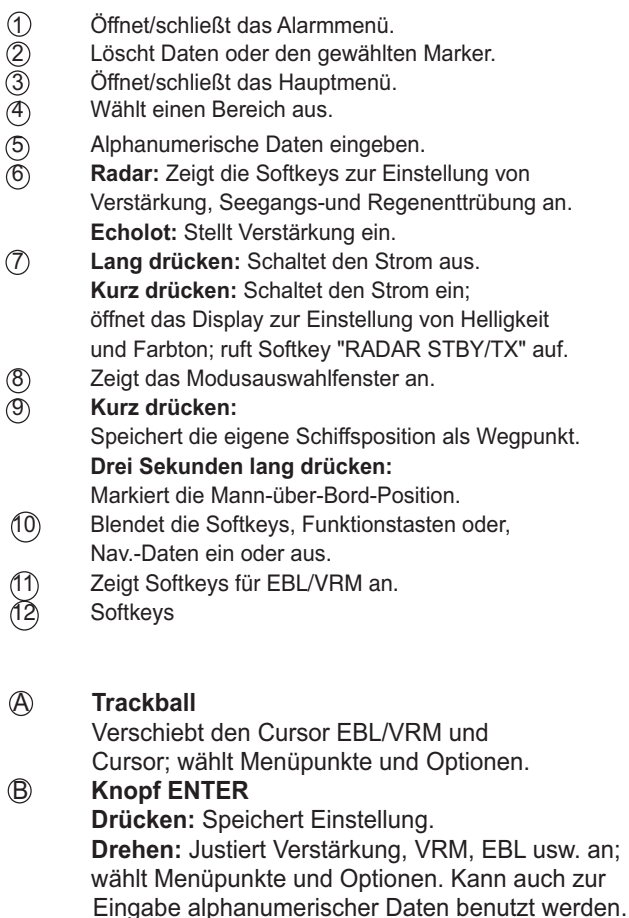 ① Öffnet/schließt das Alarmmenü.
② Löscht Daten oder den gewählten Marker.
③ Öffnet/schließt das Hauptmenü.
④ Wählt einen Bereich aus.
⑤ Alphanumerische Daten eingeben.
⑥ Radar: Zeigt die Softkeys zur Einstellung von
Verstärkung, Seegangs-und Regenenttrübung an.
Echolot: Stellt Verstärkung ein.
⑦ Lang drücken: Schaltet den Strom aus.
Kurz drücken: Schaltet den Strom ein;
öffnet das Display zur Einstellung von Helligkeit
und Farbton; ruft Softkey "RADAR STBY/TX" auf.
⑧ Zeigt das Modusauswahlfenster an.
⑨ Kurz drücken:
Speichert die eigene Schiffsposition als Wegpunkt.
Drei Sekunden lang drücken:
Markiert die Mann-über-Bord-Position.
⑩ Blendet die Softkeys, Funktionstasten oder,
Nav.-Daten ein oder aus.
⑪ Zeigt Softkeys für EBL/VRM an.
⑫ Softkeys
Ⓐ Trackball
Verschiebt den Cursor EBL/VRM und
Cursor; wählt Menüpunkte und Optionen.
Ⓑ Knopf ENTER
Drücken: Speichert Einstellung.
Drehen: Justiert Verstärkung, VRM, EBL usw. an;
wählt Menüpunkte und Optionen. Kann auch zur
Eingabe alphanumerischer Daten benutzt werden.